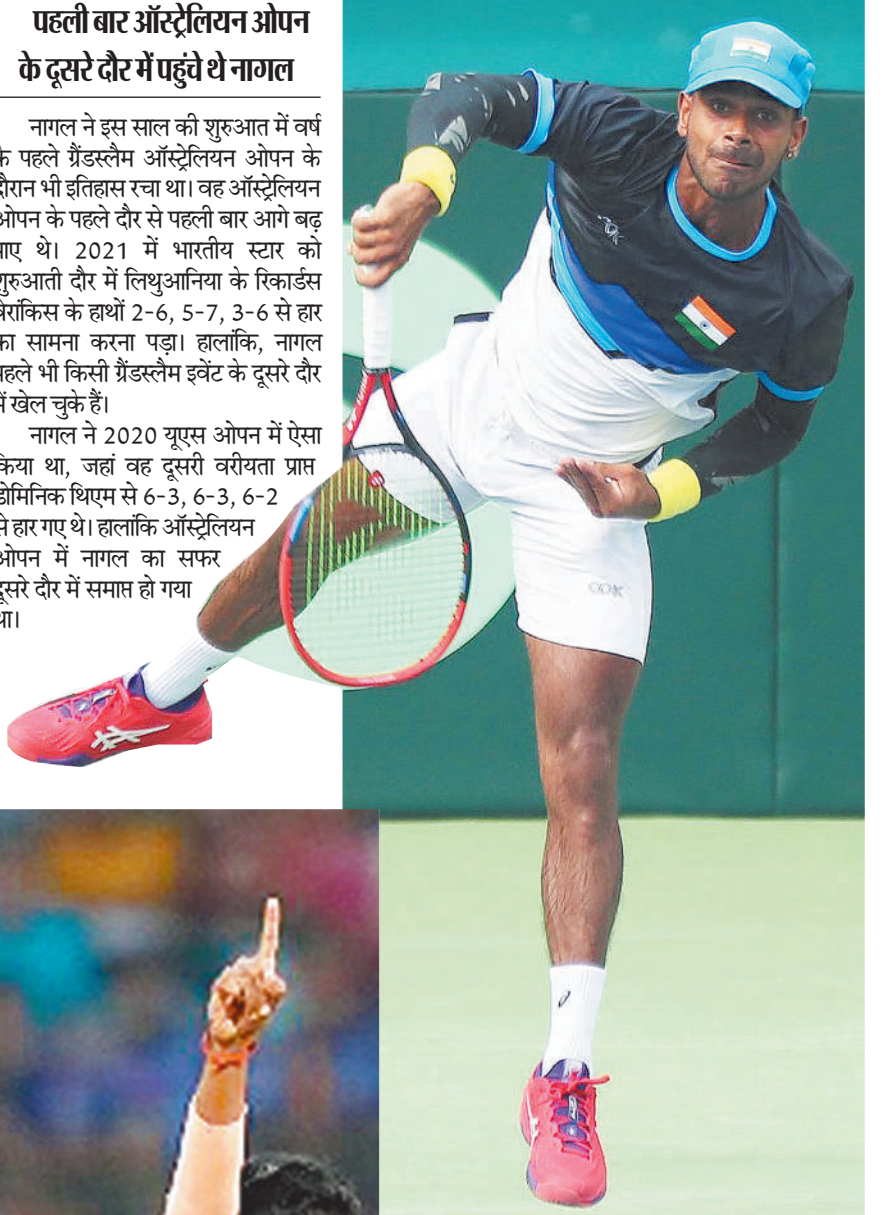 पहली बार ऑस्ट्रेलियन ओपन
के दूसरे दौर में पहुंचे थे नागल
नागल ने इस साल की शुरुआत में वर्ष
के पहले ग्रैंडस्लैम ऑस्ट्रेलियन ओपन के
दौरान भी इतिहास रचा था। वह ऑस्ट्रेलियन
ओपन के पहले दौर से पहली बार आगे बढ़
पाए थे। 2021 में भारतीय स्टार को
शुरुआती दौर में लिथुआनिया के रिकार्डस
बेरांकिस के हाथों 2-6, 5-7, 3-6 से हार
का सामना करना पड़ा। हालांकि, नागल
पहले भी किसी ग्रैंडस्लैम इवेंट के दूसरे दौर
में खेल चुके हैं।
नागल ने 2020 यूएस ओपन में ऐसा
किया था, जहां वह दूसरी वरीयता प्राप्त
डोमिनिक थिएम से 6-3, 6-3, 6-2
से हार गए थे। हालांकि ऑस्ट्रेलियन
ओपन में नागल का सफर
दूसरे दौर में समाप्त हो गया
था।